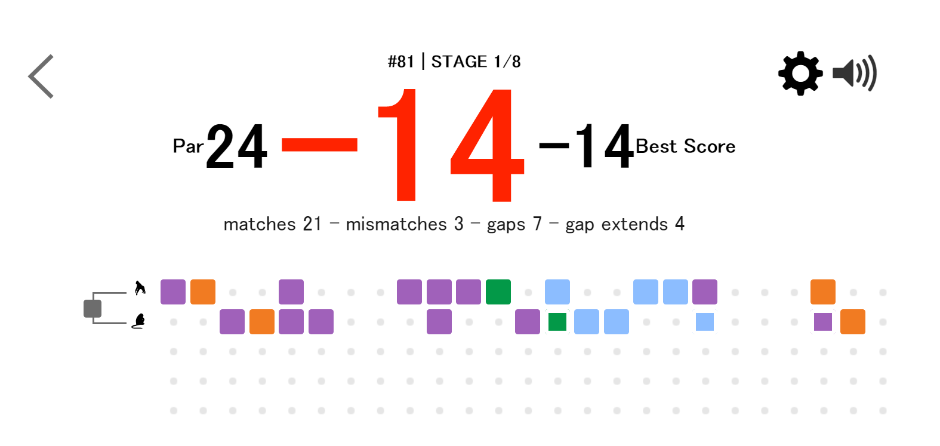 #81 | STAGE 1/8
Par 24 -14 -14 Best Score
matches 21 - mismatches 3 - gaps 7 - gap extends 4